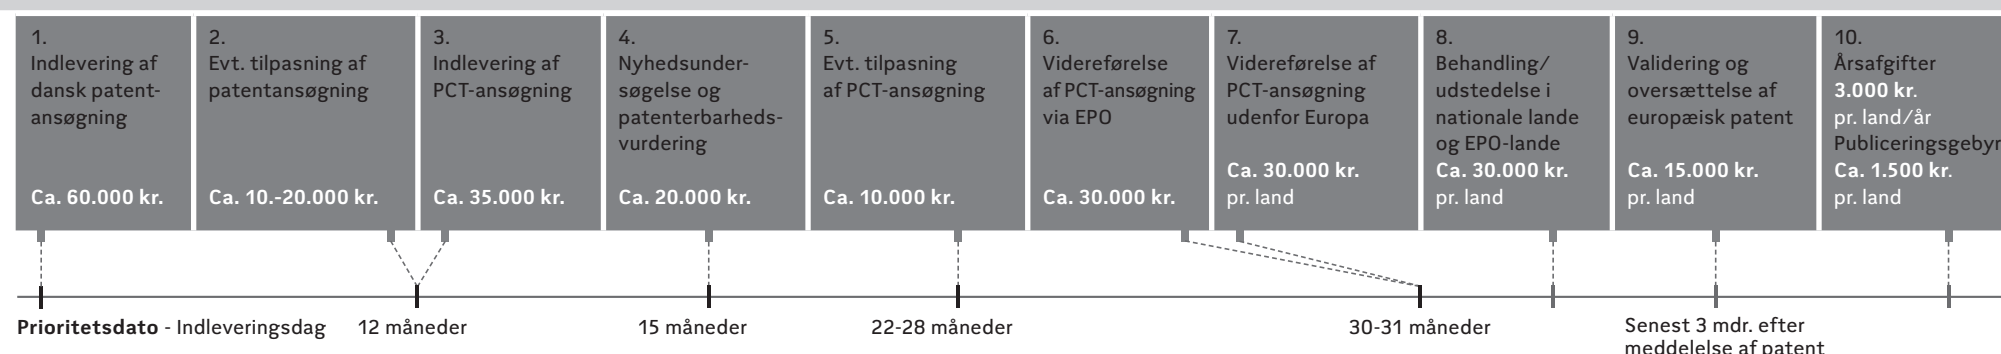 1.
Indlevering af
dansk patent-
ansøgning
Ca. 60.000 kr.
2.
Evt. tilpasning af
patentansøgning
Ca. 10.-20.000 kr.
3.
Indlevering af
PCT-ansøgning
Ca. 35.000 kr.
4.
Nyhedsunder-
søgelse og
patenterbarheds-
vurdering
Ca. 20.000 kr.
5.
Evt. tilpasning
af PCT-ansøgning
Ca. 10.000 kr.
6.
Videreførelse
af PCT-ansøgning
via EPO
Ca. 30.000 kr.
7.
Videreførelse af
PCT-ansøgning
udenfor Europa
Ca. 30.000 kr.
pr. land
8.
Behandling/
udstedelse i
nationale lande
og EPO-lande
Ca. 30.000 kr.
pr. land
9.
Validering og
oversættelse af
europæisk patent
Ca. 15.000 kr.
pr. land
10.
Årsafgifter
3.000 kr.
pr. land/år
Publiceringsgebyr
Ca. 1.500 kr.
pr. land
Prioritetsdato - Indleveringsdag
12 måneder
15 måneder
22-28 måneder
30-31 måneder
Senest 3 mdr. efter
meddelelse af patent